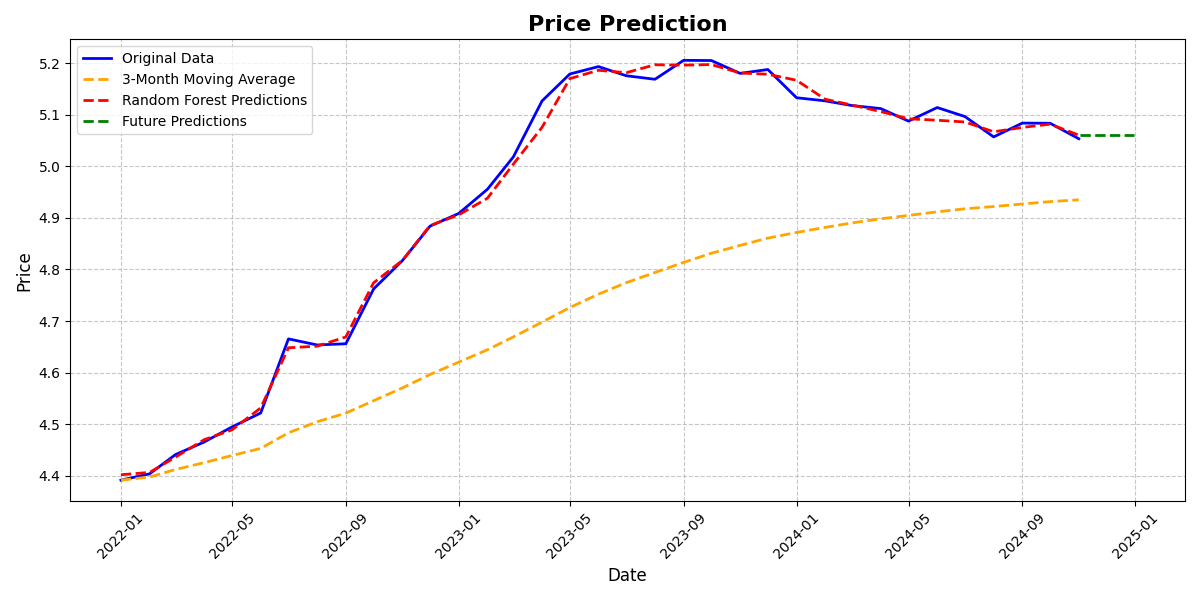 Price Prediction
Original Data
3-Month Moving Average
Random Forest Predictions
Future Predictions
Price
5.2
5.1
5.0
4.9
4.8
4.7
4.6
4.5
4.4
2022-01
2022-05
2022-09
2023-01
2023-05
2023-09
2024-01
2024-05
2024-09
2025-01
Date